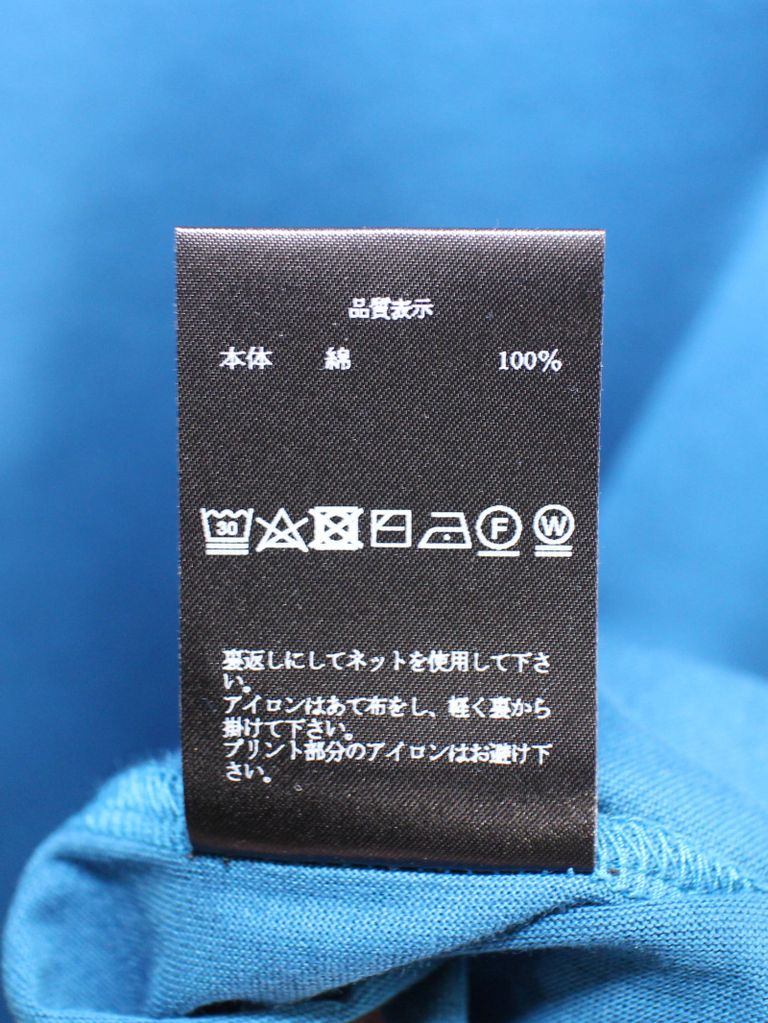 品質表示
本体 綿 100%
30 F W
裏返しにしてネットを使用して下さ
い。
アイロンはあて布をし、軽く裏から
掛けて下さい。
プリント部分のアイロンはお避け下
さい。